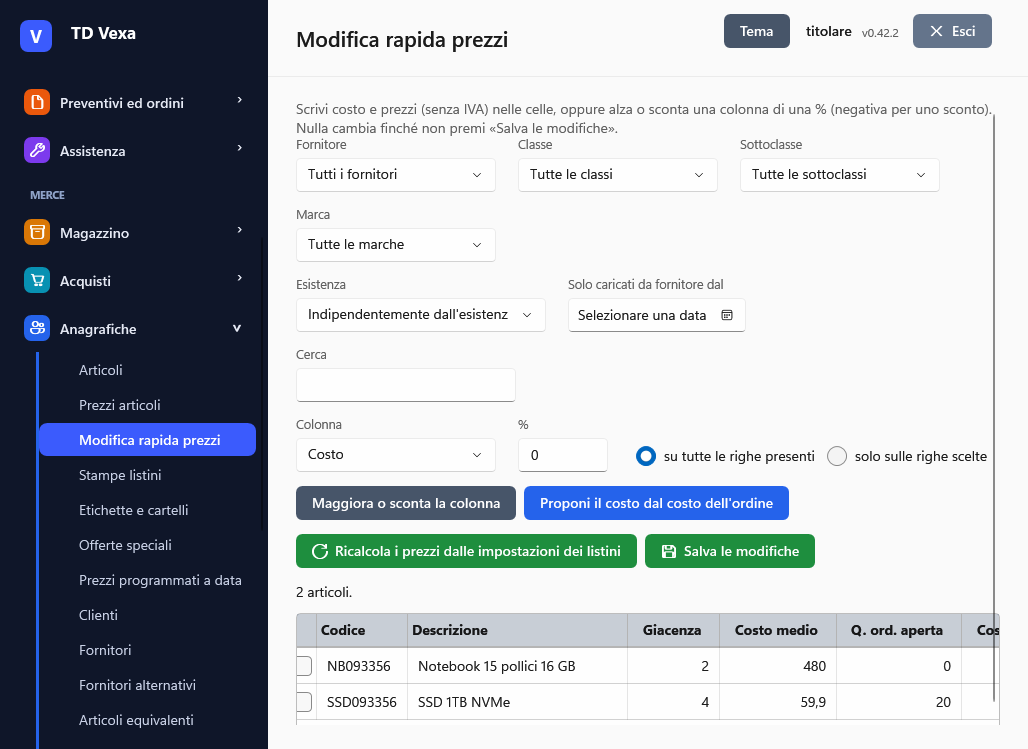 V
TD Vexa
Preventivi ed ordini
Assistenza
MERCE
Magazzino
Acquisti
Anagrafiche
Articoli
Prezzi articoli
Modifica rapida prezzi
Stampe listini
Etichette e cartelli
Offerte speciali
Prezzi programmati a data
Clienti
Fornitori
Fornitori alternativi
Articoli equivalenti
Modifica rapida prezzi
Tema titolare v0.42.2 Esci
Scrivi costo e prezzi (senza IVA) nelle celle, oppure alza o sconta una colonna di una % (negativa per uno sconto).
Nulla cambia finché non premi «Salva le modifiche».
Fornitore Classe Sottoclasse
Tutti i fornitori Tutte le classi Tutte le sottoclassi
Marca
Tutte le marche
Esistenza Solo caricati da fornitore dal
Indipendentemente dall'esistenz Selezionare una data
Cerca
Colonna %
Costo 0 su tutte le righe presenti solo sulle righe scelte
Maggiora o sconta la colonna Proponi il costo dal costo dell'ordine
Ricalcola i prezzi dalle impostazioni dei listini Salva le modifiche
2 articoli.
Codice Descrizione Giacenza Costo medio Q. ord. aperta Cos
NB093356 Notebook 15 pollici 16 GB 2 480 0
SSD093356 SSD 1TB NVMe 4 59,9 20